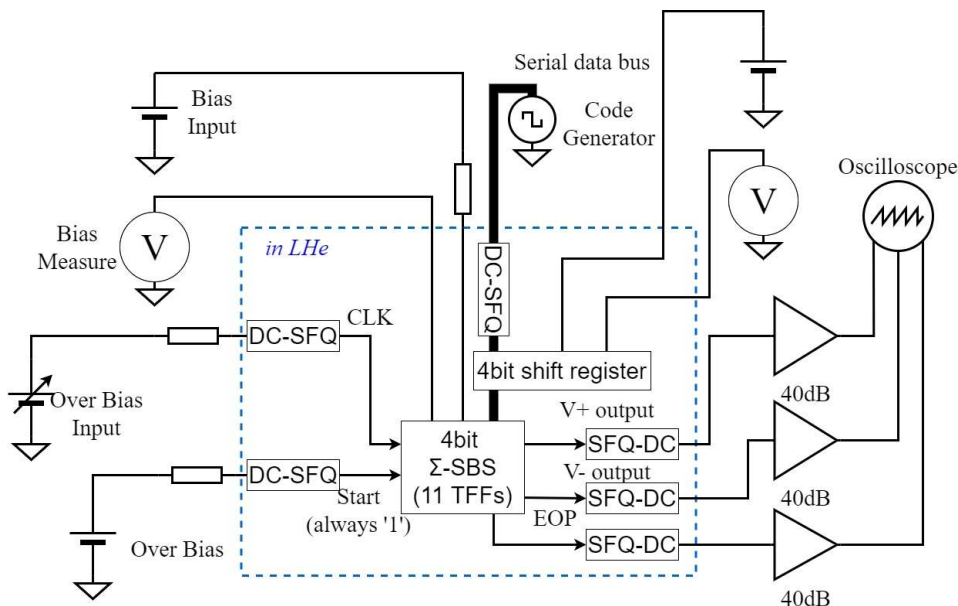 Serial data bus
Bias
Input
Code
Generator
Oscilloscope
V
Bias
Measure
V
in LHe
DC-SFQ
CLK
DC-SFQ
4bit shift register
Over Bias
Input
40dB
V+ output
4bit
Σ-SBS
(11 TFFs)
SFQ-DC
DC-SFQ
V- output
Start
(always '1')
SFQ-DC
40dB
EOP
Over Bias
SFQ-DC
40dB